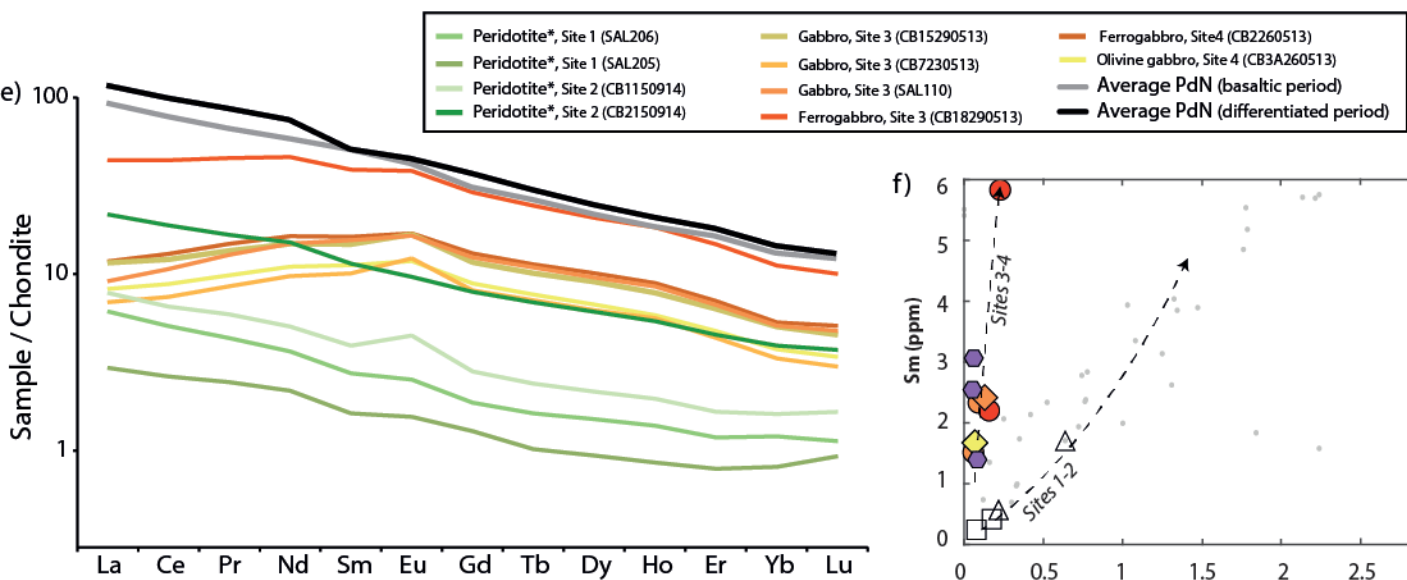 e)
Peridotite*, Site 1 (SAL206)
Peridotite*, Site 1 (SAL205)
Peridotite*, Site 2 (CB1150914)
Peridotite*, Site 2 (CB2150914)
Gabbro, Site 3 (CB15290513)
Gabbro, Site 3 (CB7230513)
Gabbro, Site 3 (SAL110)
Ferrogabbro, Site 3 (CB18290513)
Ferrogabbro, Site4 (CB2260513)
Olivine gabbro, Site 4 (CB3A260513)
Average PdN (basaltic period)
Average PdN (differentiated period)
100
10
1
Sample / Chondite
La Ce Pr Nd Sm Eu Gd Tb Dy Ho Er Yb Lu
f)
6
5
4
3
2
1
0
Sm (ppm)
Sites 3-4
Sites 1-2
0 0.5 1 1.5 2 2.5